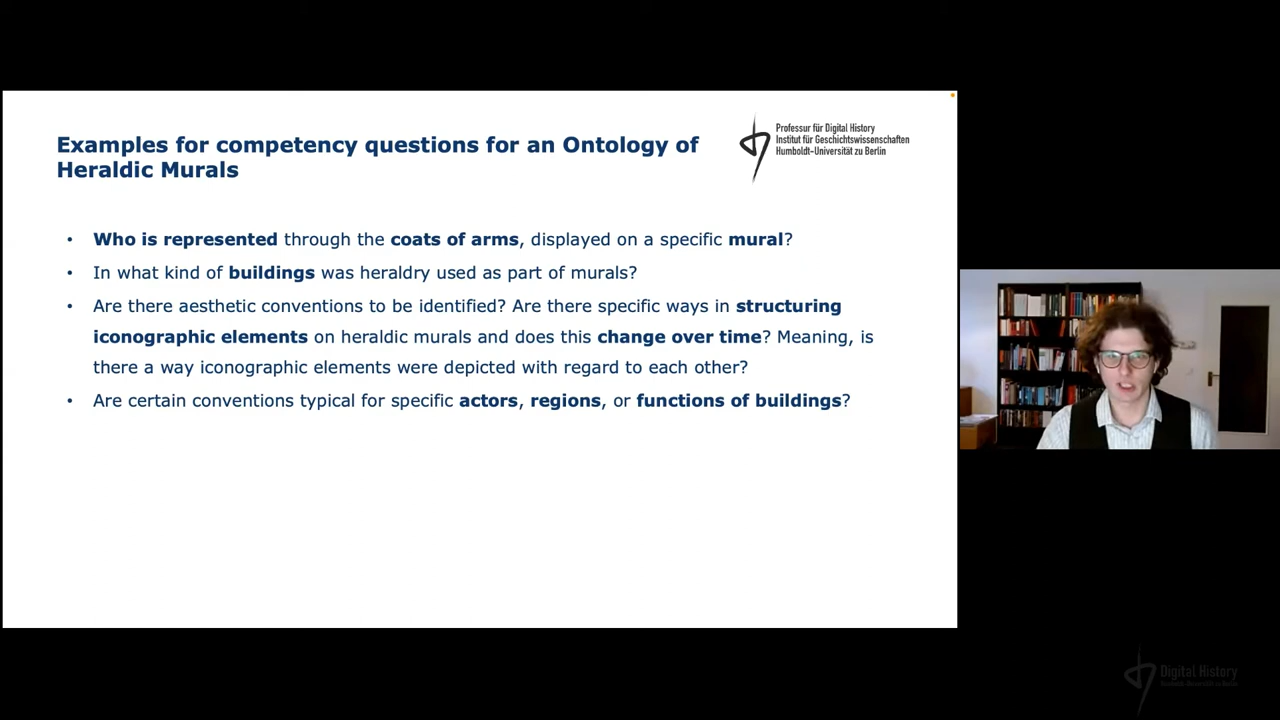 Examples for competency questions for an Ontology of
Heraldic Murals
Professur für Digital History
Institut für Geschichtswissenschaften
Humboldt-Universität zu Berlin
• Who is represented through the coats of arms, displayed on a specific mural?
• In what kind of buildings was heraldry used as part of murals?
• Are there aesthetic conventions to be identified? Are there specific ways in structuring
iconographic elements on heraldic murals and does this change over time? Meaning, is
there a way iconographic elements were depicted with regard to each other?
• Are certain conventions typical for specific actors, regions, or functions of buildings?
Digital History